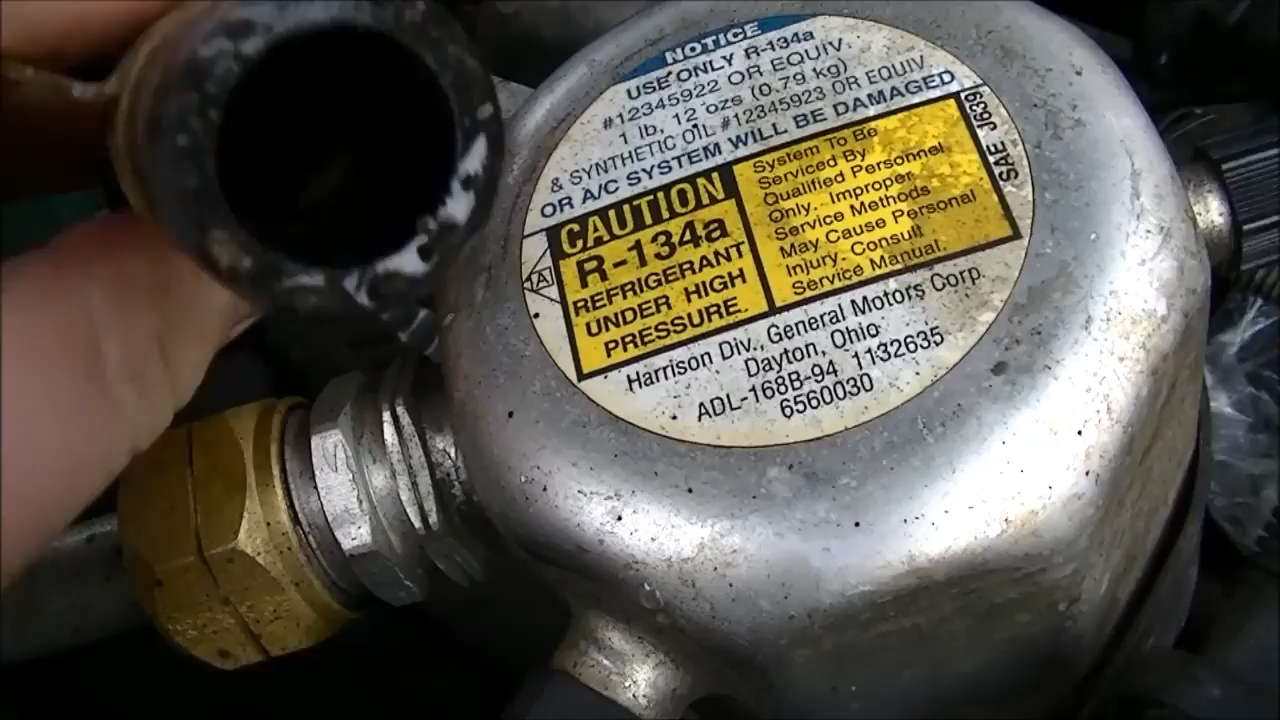 NOTICE
USE ONLY R-134a
#12345922 OR EQUIV.
1 lb, 12 ozs (0.79 kg)
& SYNTHETIC OIL #12345923 OR EQUIV
OR A/C SYSTEM WILL BE DAMAGED
SAE J639
CAUTION
R-134a
REFRIGERANT
UNDER HIGH
PRESSURE.
System To Be
Serviced By
Qualified Personnel
Only. Improper
Service Methods
May Cause Personal
Injury. Consult
Service Manual.
1A
Harrison Div., General Motors Corp.
Dayton, Ohio
ADL-168B-94 1132635
6560030